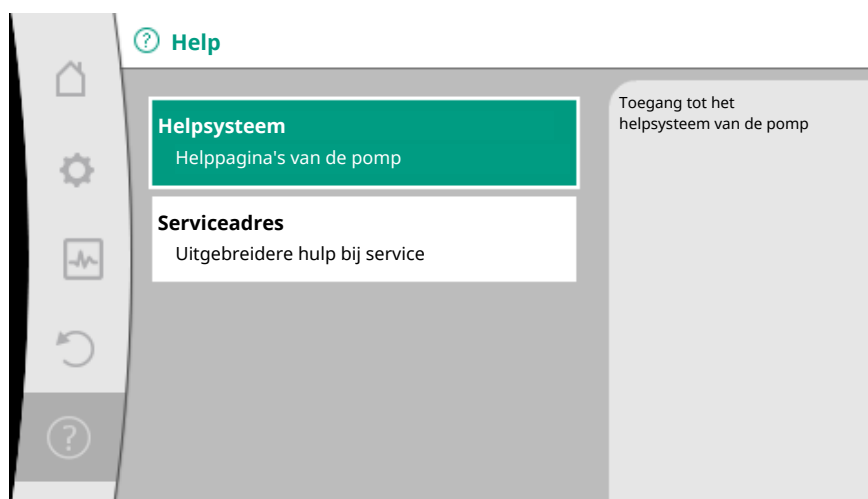 Help
Helpsysteem
Helppagina's van de pomp
Serviceadres
Uitgebreidere hulp bij service
Toegang tot het
helpsysteem van de pomp